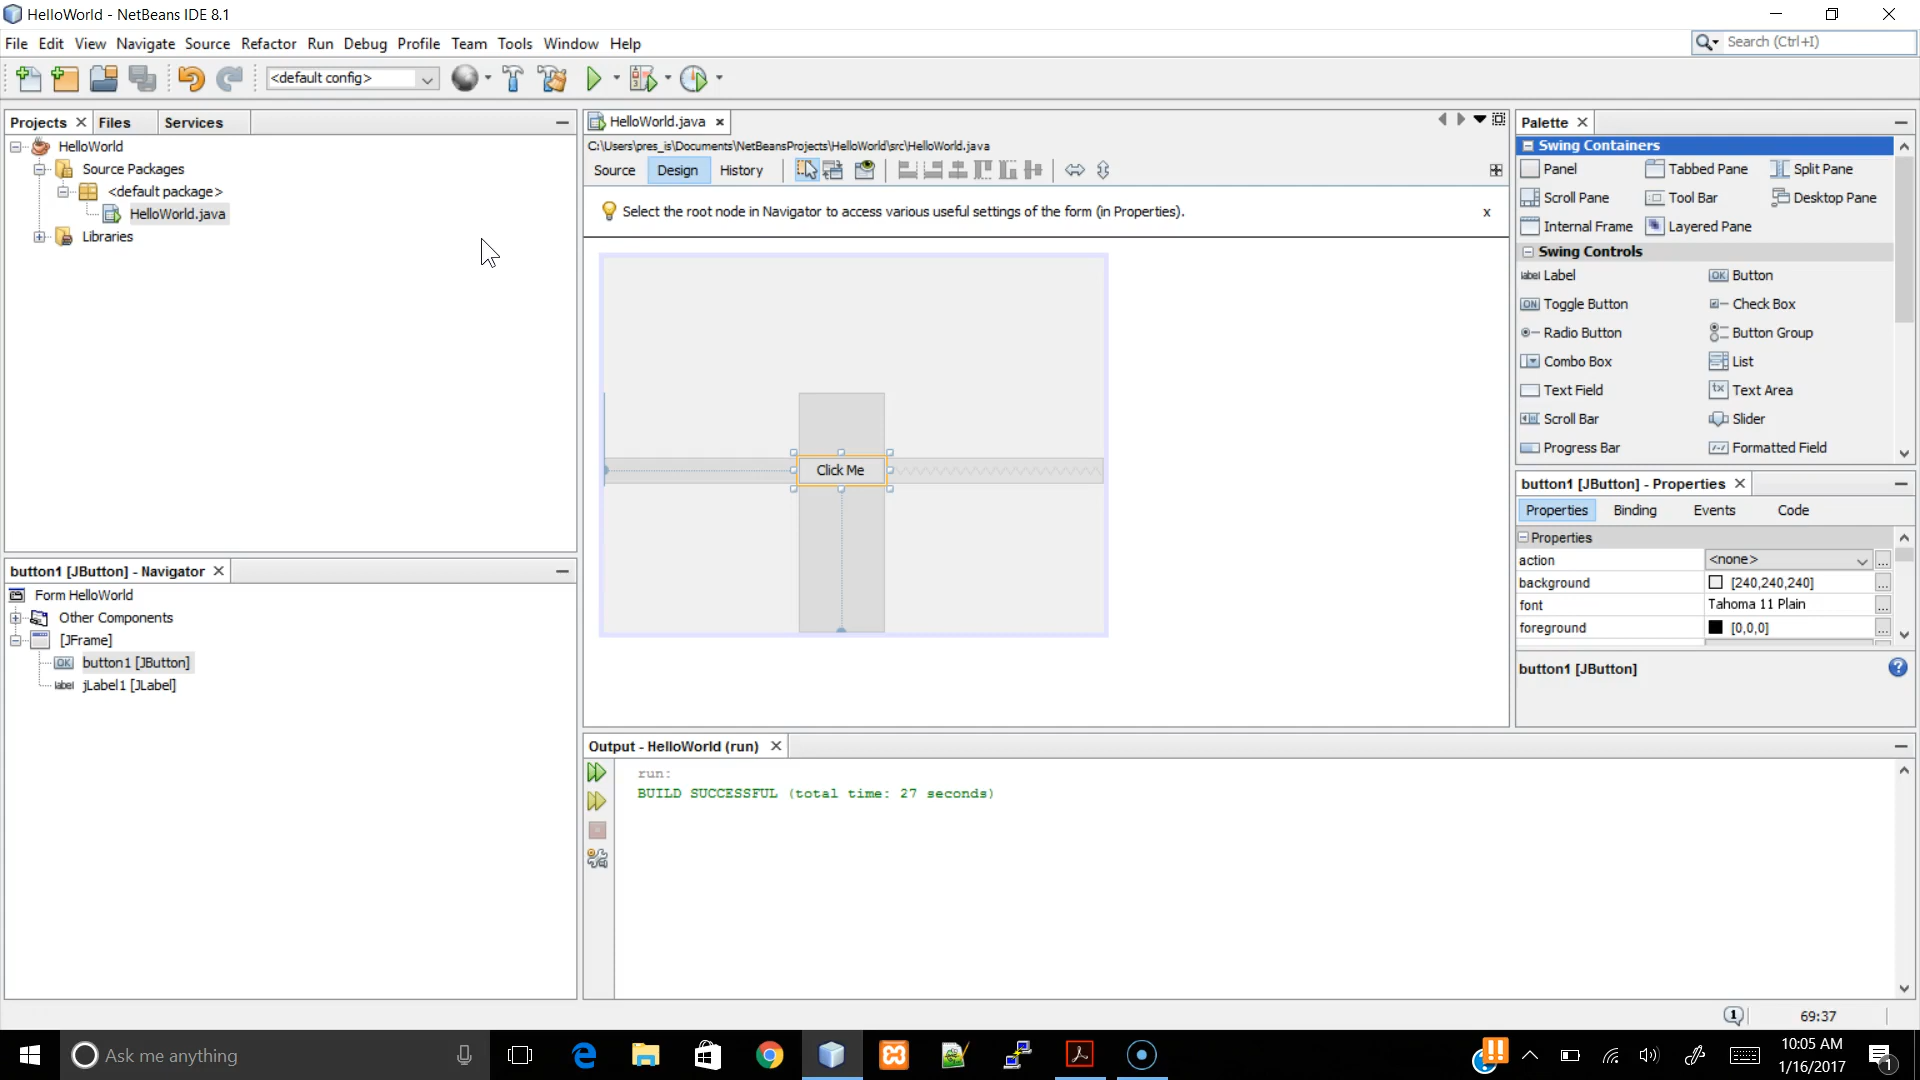 HelloWorld - NetBeans IDE 8.1
File Edit View Navigate Source Refactor Run Debug Profile Team Tools Window Help
Search (Ctrl+I)
<default config>
Projects Files Services
HelloWorld
Source Packages
<default package>
HelloWorld.java
Libraries
button1 [JButton] - Navigator
Form HelloWorld
Other Components
[JFrame]
OK button1 [JButton]
label jLabel1 [JLabel]
HelloWorld.java
C:\Users\pres_is\Documents\NetBeansProjects\HelloWorld\src\HelloWorld.java
Source Design History
Select the root node in Navigator to access various useful settings of the form (in Properties). x
Click Me
Output - HelloWorld (run)
run:
BUILD SUCCESSFUL (total time: 27 seconds)
Palette
Swing Containers
Panel Tabbed Pane Split Pane
Scroll Pane Tool Bar Desktop Pane
Internal Frame Layered Pane
Swing Controls
label Label OK Button
ON Toggle Button Check Box
Radio Button Button Group
Combo Box List
Text Field tx Text Area
Scroll Bar Slider
Progress Bar Formatted Field
button1 [JButton] - Properties
Properties Binding Events Code
Properties
action <none> ...
background [240,240,240] ...
font Tahoma 11 Plain ...
foreground [0,0,0] ...
button1 [JButton] ?
1 69:37
Ask me anything
10:05 AM
1/16/2017
1